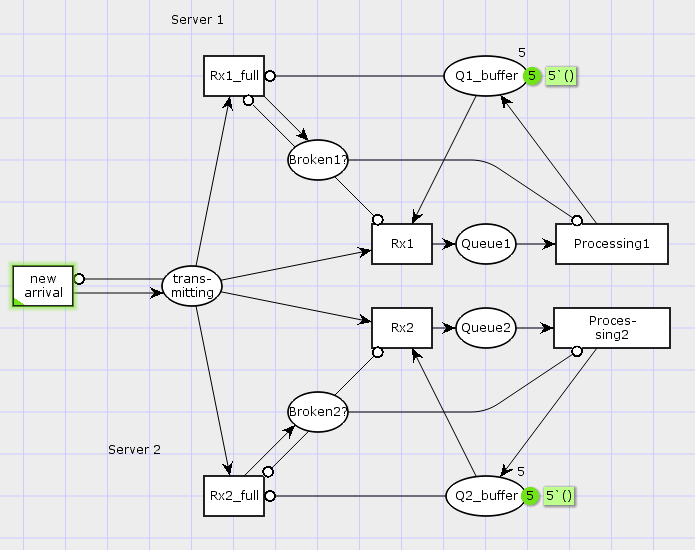 Server 1
5
Rx1_full
Q1_buffer
5
5`()
Broken1?
Rx1
Queue1
Processing1
new
arrival
trans-
mitting
Rx2
Queue2
Proces-
sing2
Broken2?
Server 2
5
Rx2_full
Q2_buffer
5
5`()